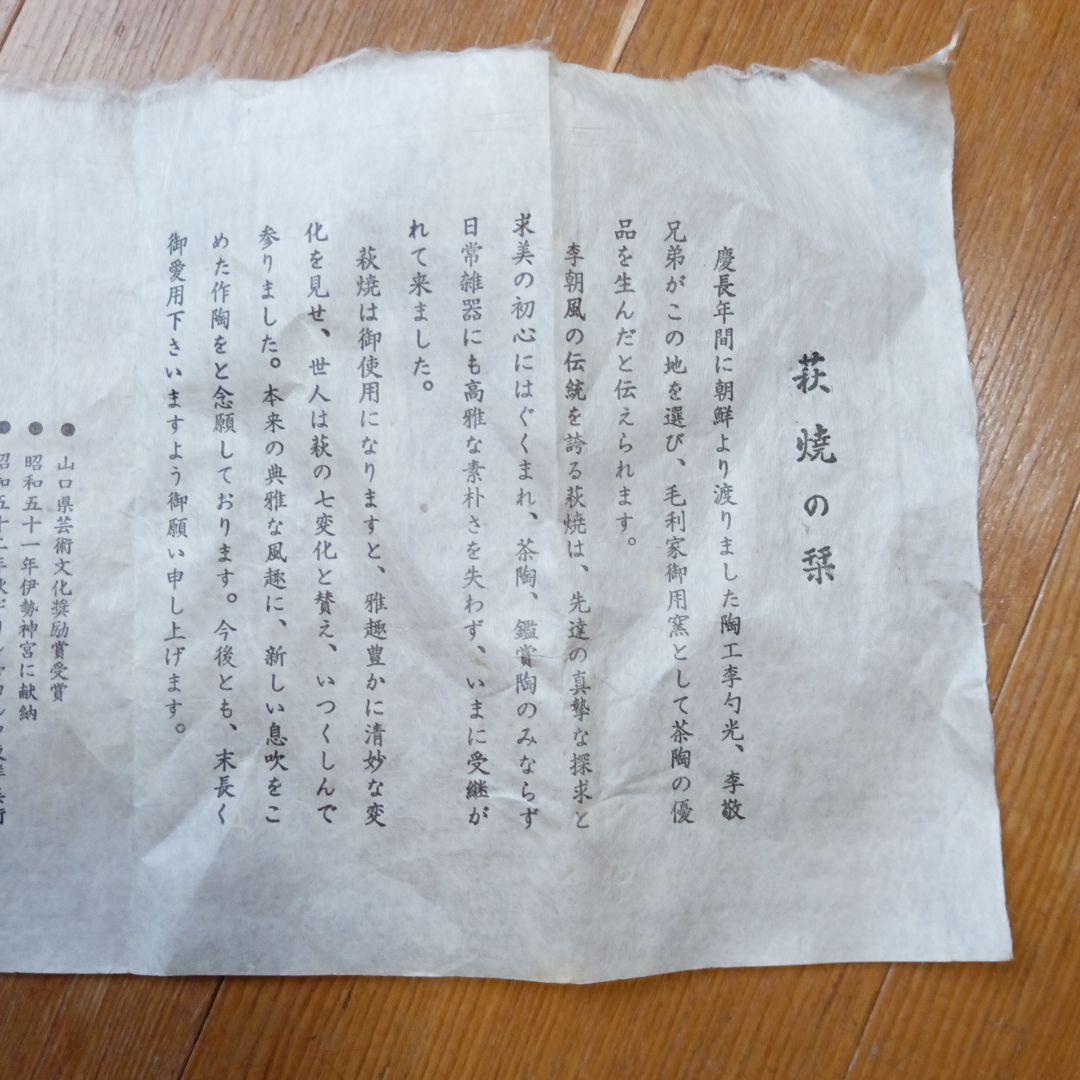 萩焼の栞
慶長年間に朝鮮より渡りました陶工李勺光、李敬
兄弟がこの地を選び、毛利家御用窯として茶陶の優
品を生んだと伝えられます。
李朝風の伝統を誇る萩焼は、先達の真摯な探求と
求美の初心にはぐくまれ、茶陶、鑑賞陶のみならず
日常雑器にも高雅な素朴さを失わず、いまに受継が
れて来ました。
萩焼は御使用になりますと、雅趣豊かに清妙な変
化を見せ、世人は萩の七変化と賛え、いつくしんで
参りました。本来の典雅な風趣に、新しい息吹をこ
めた作陶をと念願しております。今後とも、末長く
御愛用下さいますよう御願い申し上げます。
●山口県芸術文化奨励賞受賞
●昭和五十一年伊勢神宮に献納
●昭和五十二年秋